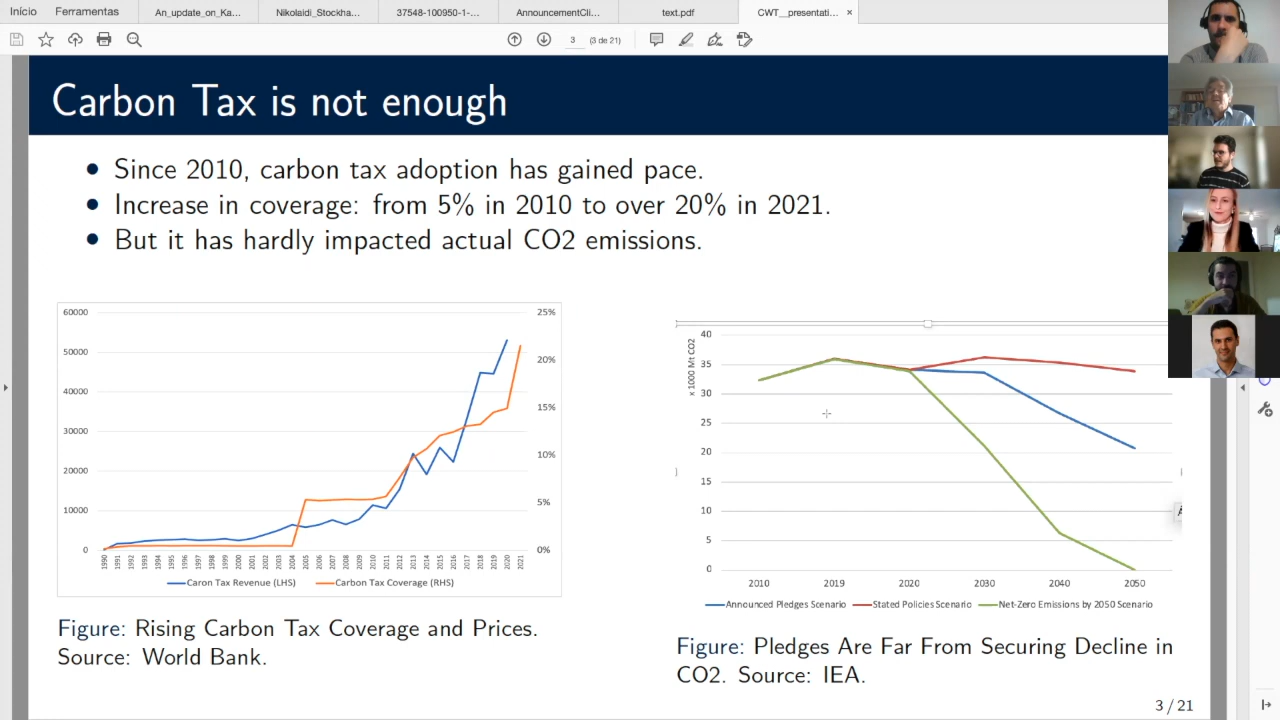 Início Ferramentas An_update_on_Ka... Nikolaidi_Stockha... 37548-100950-1-... AnnouncementCli... text.pdf CWT__presentati... ×
3 (3 de 21)
Carbon Tax is not enough
Since 2010, carbon tax adoption has gained pace.
Increase in coverage: from 5% in 2010 to over 20% in 2021.
But it has hardly impacted actual CO2 emissions.
60000 25%
50000 20%
40000
30000 15%
20000 10%
10000 5%
0 0%
1990 1991 1992 1993 1994 1995 1996 1997 1998 1999 2000 2001 2002 2003 2004 2005 2006 2007 2008 2009 2010 2011 2012 2013 2014 2015 2016 2017 2018 2019 2020 2021
Caron Tax Revenue (LHS) Carbon Tax Coverage (RHS)
Figure: Rising Carbon Tax Coverage and Prices.
Source: World Bank.
x 1000 Mt CO2
40
35
30
25
20
15
10
5
0
2010 2019 2020 2030 2040 2050
Announced Pledges Scenario Stated Policies Scenario Net-Zero Emissions by 2050 Scenario
Figure: Pledges Are Far From Securing Decline in
CO2. Source: IEA.
3 / 21